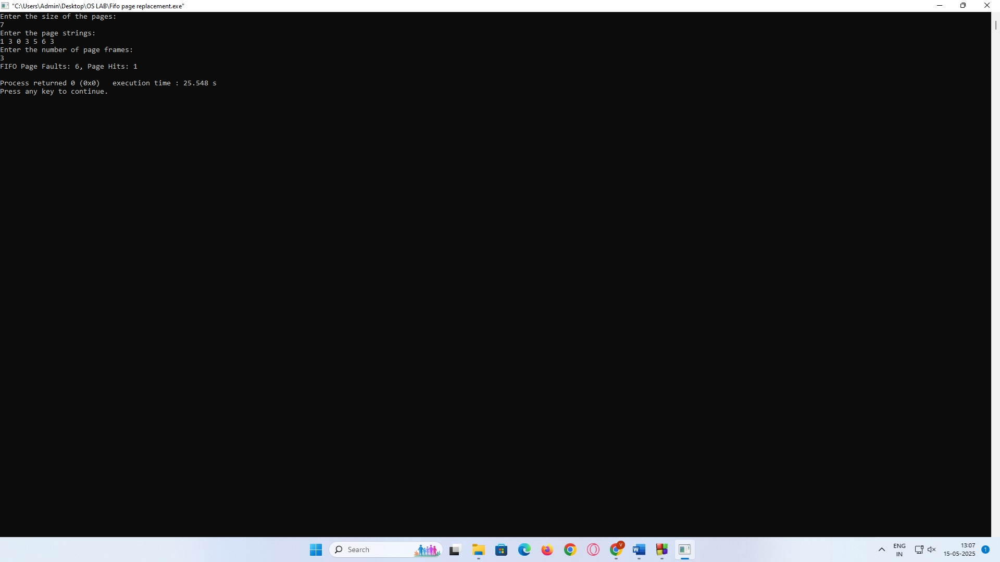 "C:\Users\Admin\Desktop\OS LAB\Fifo page replacement.exe"
Enter the size of the pages:
7
Enter the page strings:
1 3 0 3 5 6 3
Enter the number of page frames:
3
FIFO Page Faults: 6, Page Hits: 1
Process returned 0 (0x0)   execution time : 25.548 s
Press any key to continue.
Search
V
W
ENG
IN
13:07
15-05-2025
1